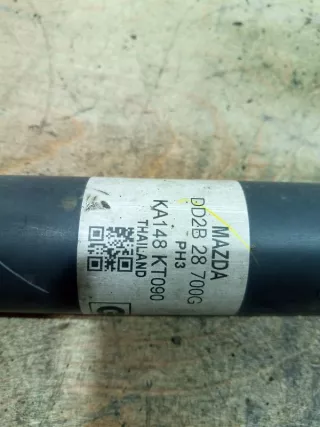 MAZDA
DD2B 28 700G
PH3
KA148 KT090
THAILAND